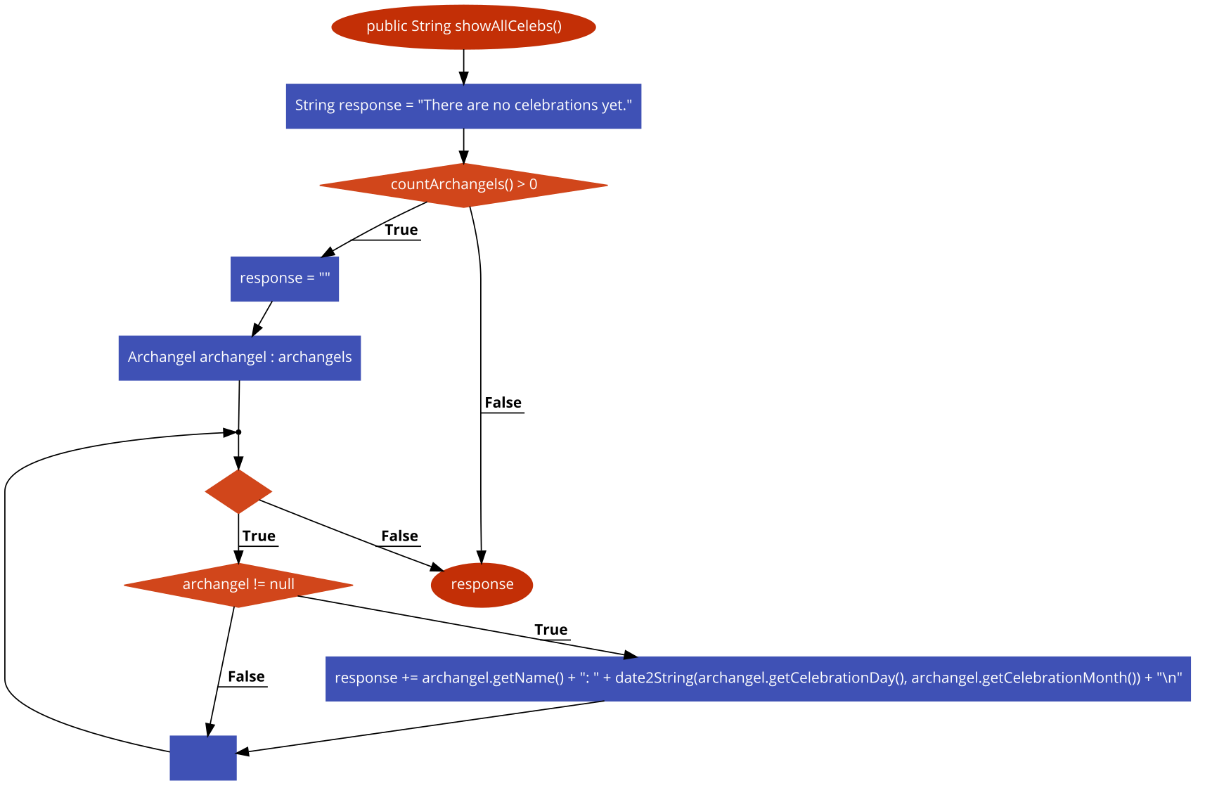 public String showAllCelebs()
String response = "There are no celebrations yet."
countArchangels() > 0
True
response = ""
Archangel archangel : archangels
False
True
False
archangel != null
response
True
False
response += archangel.getName() + ": " + date2String(archangel.getCelebrationDay(), archangel.getCelebrationMonth()) + "\n"